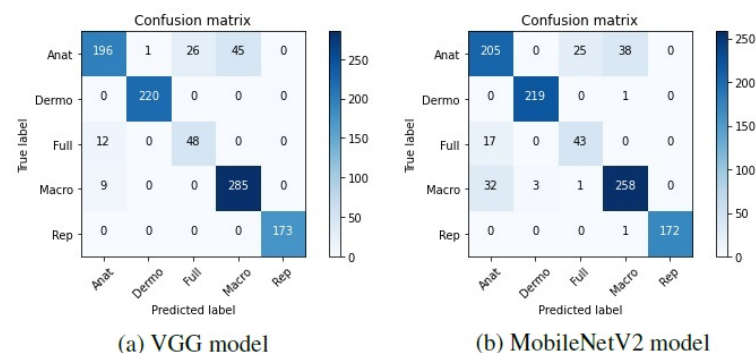 Confusion matrix
Anat 196 1 26 45 0
Dermo 0 220 0 0 0
Full 12 0 48 0 0
Macro 9 0 0 285 0
Rep 0 0 0 0 173
Anat Dermo Full Macro Rep
True label
Predicted label
250
200
150
100
50
0
(a) VGG model
Confusion matrix
Anat 205 0 25 38 0
Dermo 0 219 0 1 0
Full 17 0 43 0 0
Macro 32 3 1 258 0
Rep 0 0 0 1 172
Anat Dermo Full Macro Rep
True label
Predicted label
250
200
150
100
50
0
(b) MobileNetV2 model